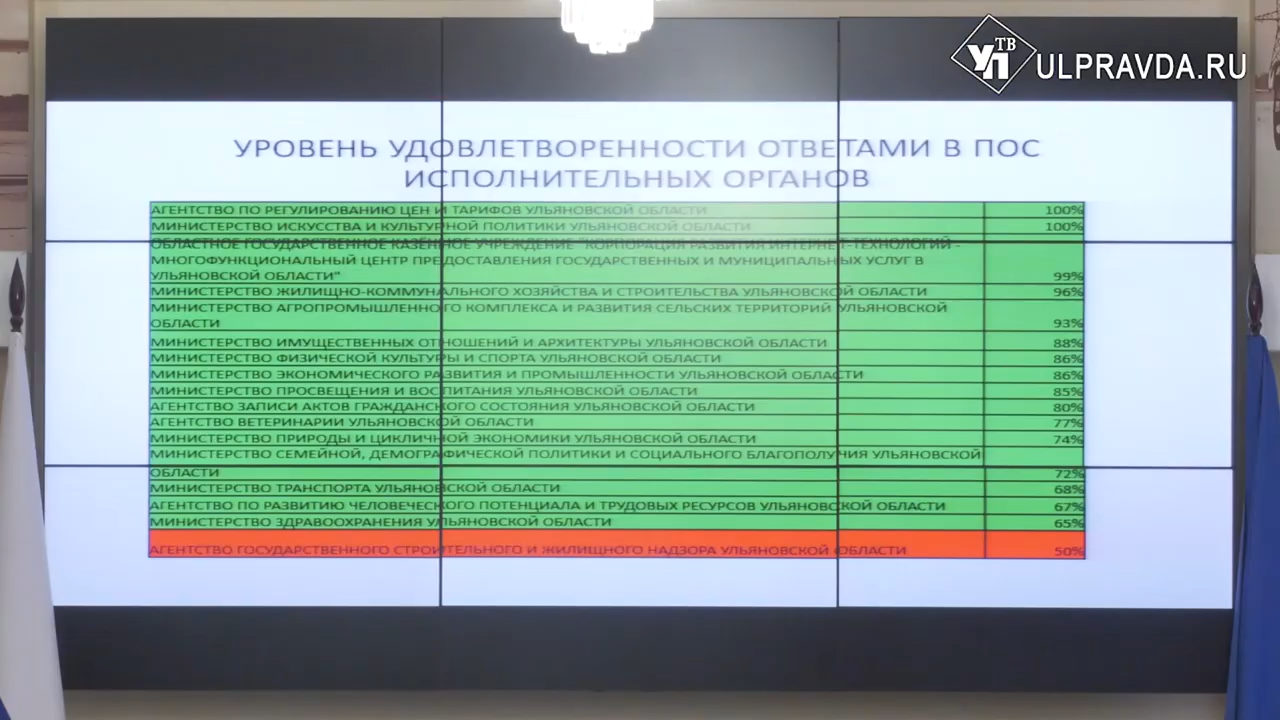 УП ТВ ULPRAVDA.RU
УРОВЕНЬ УДОВЛЕТВОРЕННОСТИ ОТВЕТАМИ В ПОС
ИСПОЛНИТЕЛЬНЫХ ОРГАНОВ
АГЕНТСТВО ПО РЕГУЛИРОВАНИЮ ЦЕН И ТАРИФОВ УЛЬЯНОВСКОЙ ОБЛАСТИ 100%
МИНИСТЕРСТВО ИСКУССТВА И КУЛЬТУРНОЙ ПОЛИТИКИ УЛЬЯНОВСКОЙ ОБЛАСТИ 100%
ОБЛАСТНОЕ ГОСУДАРСТВЕННОЕ КАЗЁННОЕ УЧРЕЖДЕНИЕ "КОРПОРАЦИЯ РАЗВИТИЯ ИНТЕРНЕТ-ТЕХНОЛОГИЙ -
МНОГОФУНКЦИОНАЛЬНЫЙ ЦЕНТР ПРЕДОСТАВЛЕНИЯ ГОСУДАРСТВЕННЫХ И МУНИЦИПАЛЬНЫХ УСЛУГ В
УЛЬЯНОВСКОЙ ОБЛАСТИ" 99%
МИНИСТЕРСТВО ЖИЛИЩНО-КОММУНАЛЬНОГО ХОЗЯЙСТВА И СТРОИТЕЛЬСТВА УЛЬЯНОВСКОЙ ОБЛАСТИ 96%
МИНИСТЕРСТВО АГРОПРОМЫШЛЕННОГО КОМПЛЕКСА И РАЗВИТИЯ СЕЛЬСКИХ ТЕРРИТОРИЙ УЛЬЯНОВСКОЙ
ОБЛАСТИ 93%
МИНИСТЕРСТВО ИМУЩЕСТВЕННЫХ ОТНОШЕНИЙ И АРХИТЕКТУРЫ УЛЬЯНОВСКОЙ ОБЛАСТИ 88%
МИНИСТЕРСТВО ФИЗИЧЕСКОЙ КУЛЬТУРЫ И СПОРТА УЛЬЯНОВСКОЙ ОБЛАСТИ 86%
МИНИСТЕРСТВО ЭКОНОМИЧЕСКОГО РАЗВИТИЯ И ПРОМЫШЛЕННОСТИ УЛЬЯНОВСКОЙ ОБЛАСТИ 86%
МИНИСТЕРСТВО ПРОСВЕЩЕНИЯ И ВОСПИТАНИЯ УЛЬЯНОВСКОЙ ОБЛАСТИ 85%
АГЕНТСТВО ЗАПИСИ АКТОВ ГРАЖДАНСКОГО СОСТОЯНИЯ УЛЬЯНОВСКОЙ ОБЛАСТИ 80%
АГЕНТСТВО ВЕТЕРИНАРИИ УЛЬЯНОВСКОЙ ОБЛАСТИ 77%
МИНИСТЕРСТВО ПРИРОДЫ И ЦИКЛИЧНОЙ ЭКОНОМИКИ УЛЬЯНОВСКОЙ ОБЛАСТИ 74%
МИНИСТЕРСТВО СЕМЕЙНОЙ, ДЕМОГРАФИЧЕСКОЙ ПОЛИТИКИ И СОЦИАЛЬНОГО БЛАГОПОЛУЧИЯ УЛЬЯНОВСКОЙ
ОБЛАСТИ 72%
МИНИСТЕРСТВО ТРАНСПОРТА УЛЬЯНОВСКОЙ ОБЛАСТИ 68%
АГЕНТСТВО ПО РАЗВИТИЮ ЧЕЛОВЕЧЕСКОГО ПОТЕНЦИАЛА И ТРУДОВЫХ РЕСУРСОВ УЛЬЯНОВСКОЙ ОБЛАСТИ 67%
МИНИСТЕРСТВО ЗДРАВООХРАНЕНИЯ УЛЬЯНОВСКОЙ ОБЛАСТИ 65%
АГЕНТСТВО ГОСУДАРСТВЕННОГО СТРОИТЕЛЬНОГО И ЖИЛИЩНОГО НАДЗОРА УЛЬЯНОВСКОЙ ОБЛАСТИ 50%